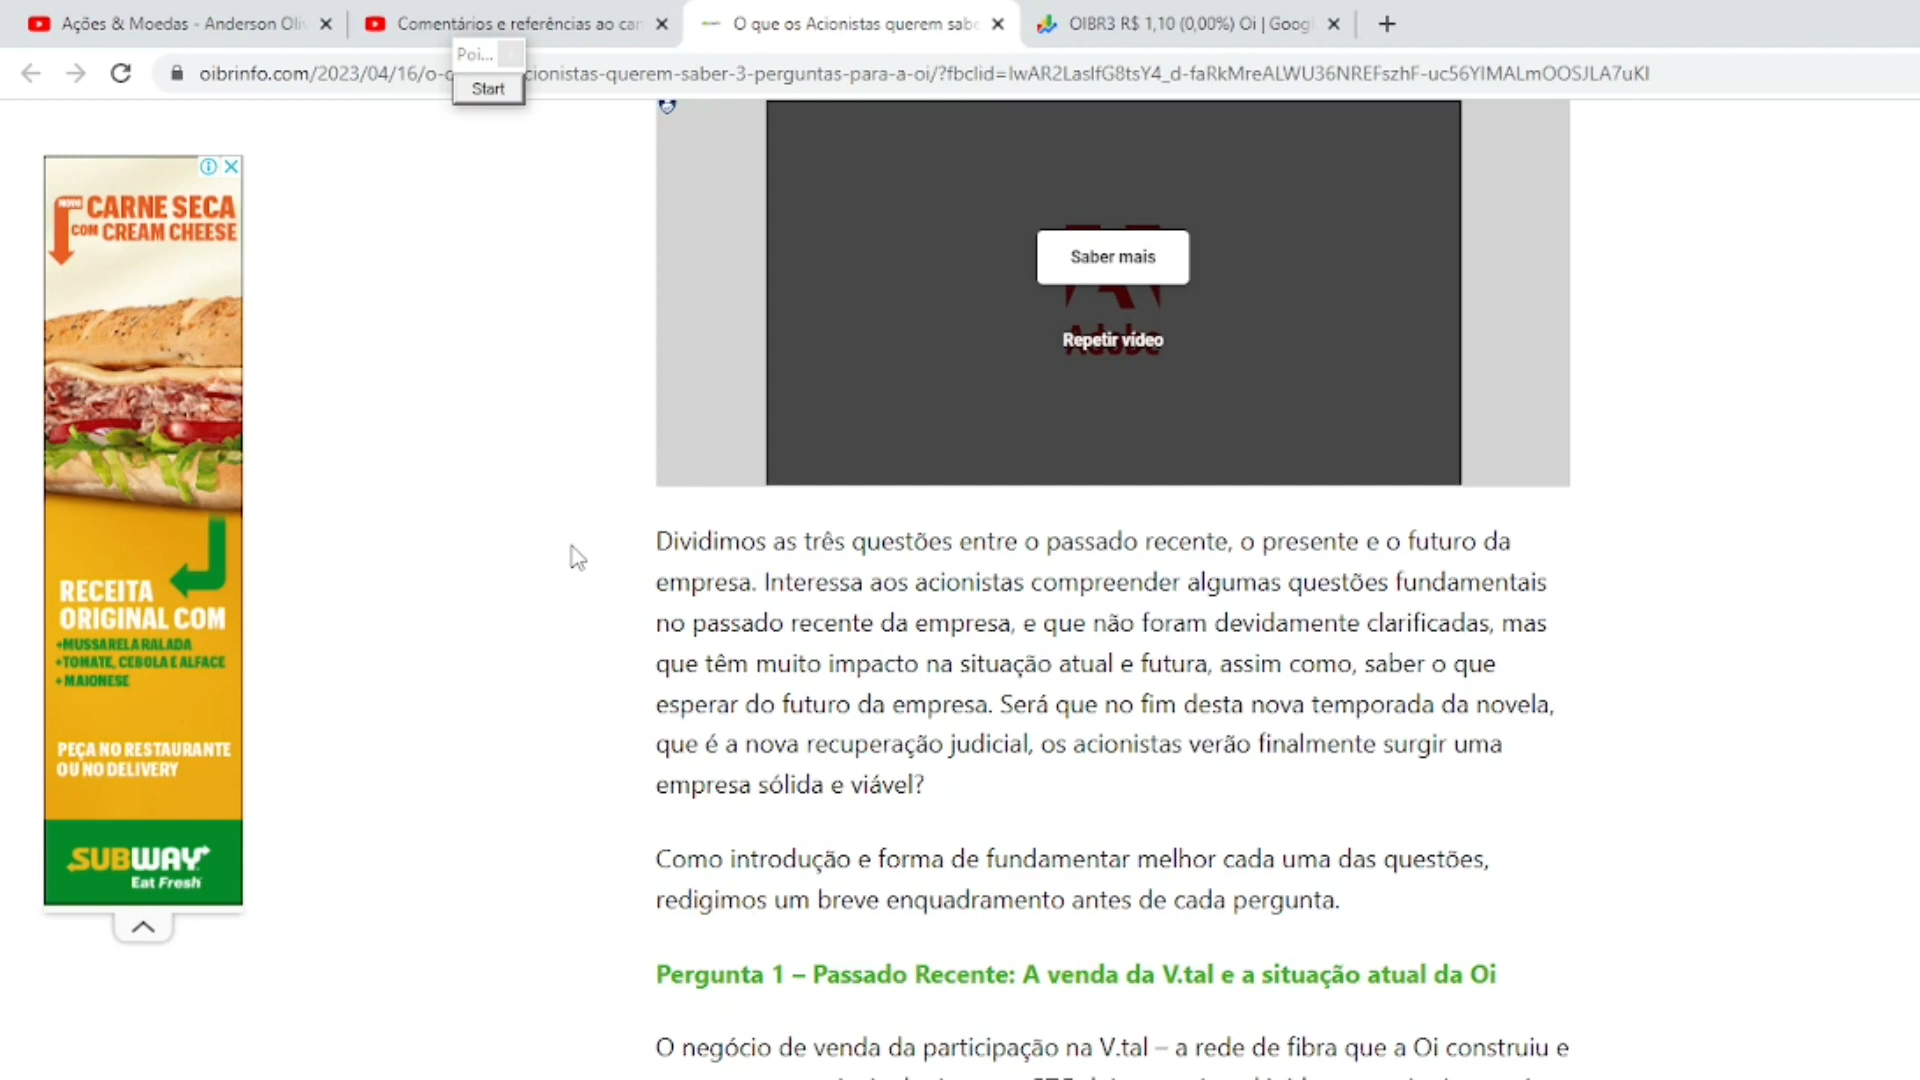 Ações & Moedas - Anderson Oli
Comentários e referências ao can
O que os Acionistas querem sabe
OIBR3 R$ 1,10 (0,00%) Oi | Goog
Poi...
Start
oibrinfo.com/2023/04/16/o-
cionistas-querem-saber-3-perguntas-para-a-oi/?fbclid=IwAR2LasIfG8tsY4_d-faRkMreALWU36NREFszhF-uc56YIMALmOOSJLA7uKI
NOVO
CARNE SECA
COM CREAM CHEESE
RECEITA
ORIGINAL COM
+MUSSARELA RALADA
+TOMATE, CEBOLA E ALFACE
+MAIONESE
PEÇA NO RESTAURANTE
OU NO DELIVERY
SUBWAY
Eat Fresh
Saber mais
Repetir vídeo
Adobe
Dividimos as três questões entre o passado recente, o presente e o futuro da
empresa. Interessa aos acionistas compreender algumas questões fundamentais
no passado recente da empresa, e que não foram devidamente clarificadas, mas
que têm muito impacto na situação atual e futura, assim como, saber o que
esperar do futuro da empresa. Será que no fim desta nova temporada da novela,
que é a nova recuperação judicial, os acionistas verão finalmente surgir uma
empresa sólida e viável?
Como introdução e forma de fundamentar melhor cada uma das questões,
redigimos um breve enquadramento antes de cada pergunta.
Pergunta 1 – Passado Recente: A venda da V.tal e a situação atual da Oi
O negócio de venda da participação na V.tal – a rede de fibra que a Oi construiu e